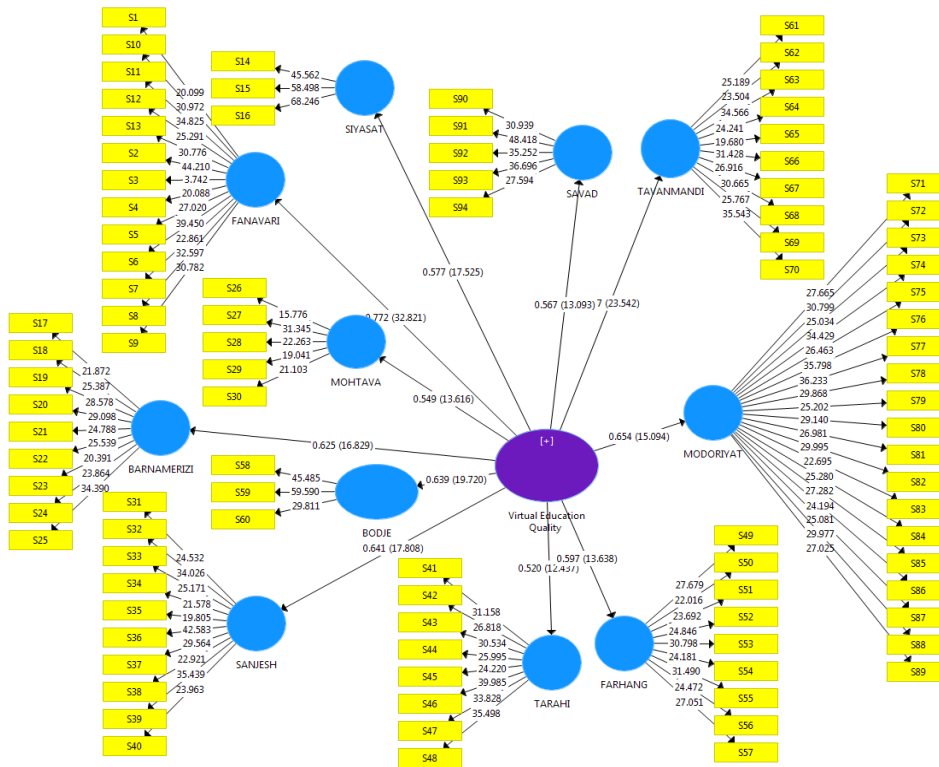 S1
S10
S11
S12
S13
S2
S3
S4
S5
S6
S7
S8
S9
20.099
30.972
34.825
25.291
30.776
44.210
3.742
20.088
27.020
39.450
22.861
32.597
30.782
FANAVARI
S14
S15
S16
45.562
58.498
68.246
SIYASAT
S90
S91
S92
S93
S94
30.939
48.418
35.252
36.696
27.594
SAVAD
S61
S62
S63
S64
S65
S66
S67
S68
S69
S70
25.189
23.504
34.566
24.241
19.680
31.428
26.916
30.665
25.767
35.543
TAVANMANDI
S71
S72
S73
S74
S75
S76
S77
S78
S79
S80
S81
S82
S83
S84
S85
S86
S87
S88
S89
27.665
30.799
25.034
34.429
26.463
35.798
36.233
29.868
25.202
29.140
26.981
29.995
22.695
25.280
27.282
24.194
25.081
29.977
27.025
MODORIYAT
0.577 (17.525)
0.567 (13.093)
7 (23.542)
0.772 (32.821)
S26
S27
S28
S29
S30
15.776
31.345
22.263
19.041
21.103
MOHTAVA
0.549 (13.616)
S17
S18
S19
S20
S21
S22
S23
S24
S25
21.872
25.387
28.578
29.098
24.788
25.539
20.391
23.864
34.390
BARNAMERIZI
0.625 (16.829)
0.654 (15.094)
[+]
Virtual Education
Quality
S58
S59
S60
45.485
59.590
29.811
BODJE
0.639 (19.720)
0.641 (17.808)
0.597 (13.638)
S31
S32
S33
S34
S35
S36
S37
S38
S39
S40
24.532
34.026
25.171
21.578
19.805
42.583
29.564
22.921
35.439
23.963
SANJESH
S41
S42
S43
S44
S45
S46
S47
S48
31.158
26.818
30.534
25.995
24.220
39.985
33.828
35.498
TARAHI
0.520 (12.437)
S49
S50
S51
S52
S53
S54
S55
S56
S57
27.679
22.016
23.692
24.846
30.798
24.181
31.490
24.472
27.051
FARHANG